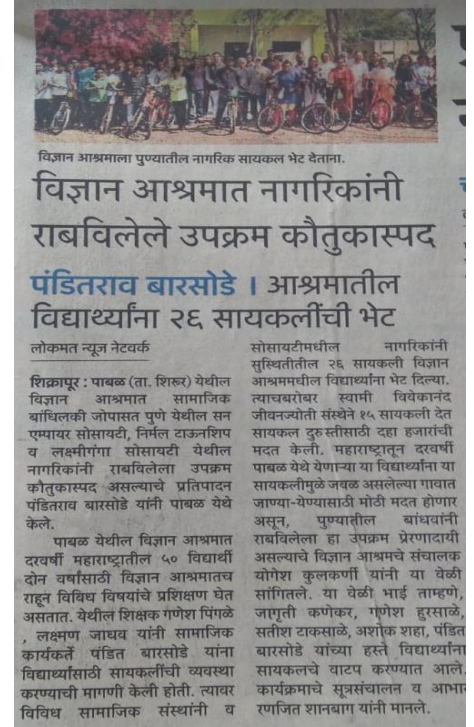 विज्ञान आश्रमाला पुण्यातील नागरिक सायकल भेट देताना.
विज्ञान आश्रमात नागरिकांनी
राबविलेले उपक्रम कौतुकास्पद
पंडितराव बारसोडे । आश्रमातील
विद्यार्थ्यांना २६ सायकलींची भेट
लोकमत न्यूज नेटवर्क
शिक्रापूर : पाबळ (ता. शिरूर) येथील
विज्ञान आश्रमात सामाजिक
बांधिलकी जोपासत पुणे येथील सन
एम्पायर सोसायटी, निर्मल टाऊनशिप
व लक्ष्मीगंगा सोसायटी येथील
नागरिकांनी राबविलेला उपक्रम
कौतुकास्पद असल्याचे प्रतिपादन
पंडितराव बारसोडे यांनी पाबळ येथे
केले.
पाबळ येथील विज्ञान आश्रमात
दरवर्षी महाराष्ट्रातील ५० विद्यार्थी
दोन वर्षांसाठी विज्ञान आश्रमातच
राहून विविध विषयांचे प्रशिक्षण घेत
असतात. येथील शिक्षक गणेश पिंगळे
, लक्ष्मण जाधव यांनी सामाजिक
कार्यकर्ते पंडित बारसोडे यांना
विद्यार्थ्यांसाठी सायकलींची व्यवस्था
करण्याची मागणी केली होती. त्यावर
विविध सामाजिक संस्थांनी व
सोसायटीमधील नागरिकांनी
सुस्थितीतील २६ सायकली विज्ञान
आश्रममधील विद्यार्थ्यांना भेट दिल्या.
त्याचबरोबर स्वामी विवेकानंद
जीवनज्योती संस्थेने १५ सायकली देत
सायकल दुरुस्तीसाठी दहा हजारांची
मदत केली. महाराष्ट्रातून दरवर्षी
पाबळ येथे येणाऱ्या या विद्यार्थ्यांना या
सायकलीमुळे जवळ असलेल्या गावात
जाण्या-येण्यासाठी मोठी मदत होणार
असून, पुण्यातील बांधवांनी
राबविलेला हा उपक्रम प्रेरणादायी
असल्याचे विज्ञान आश्रमचे संचालक
योगेश कुलकर्णी यांनी या वेळी
सांगितले. या वेळी भाई ताम्हणे,
जागृती कणेकर, गणेश हुरसाळे,
सतीश टाकसाळे, अशोक शहा, पंडित
बारसोडे यांच्या हस्ते विद्यार्थ्यांना
सायकलचे वाटप करण्यात आले.
कार्यक्रमाचे सूत्रसंचालन व आभार
रणजित शानबाग यांनी मानले.